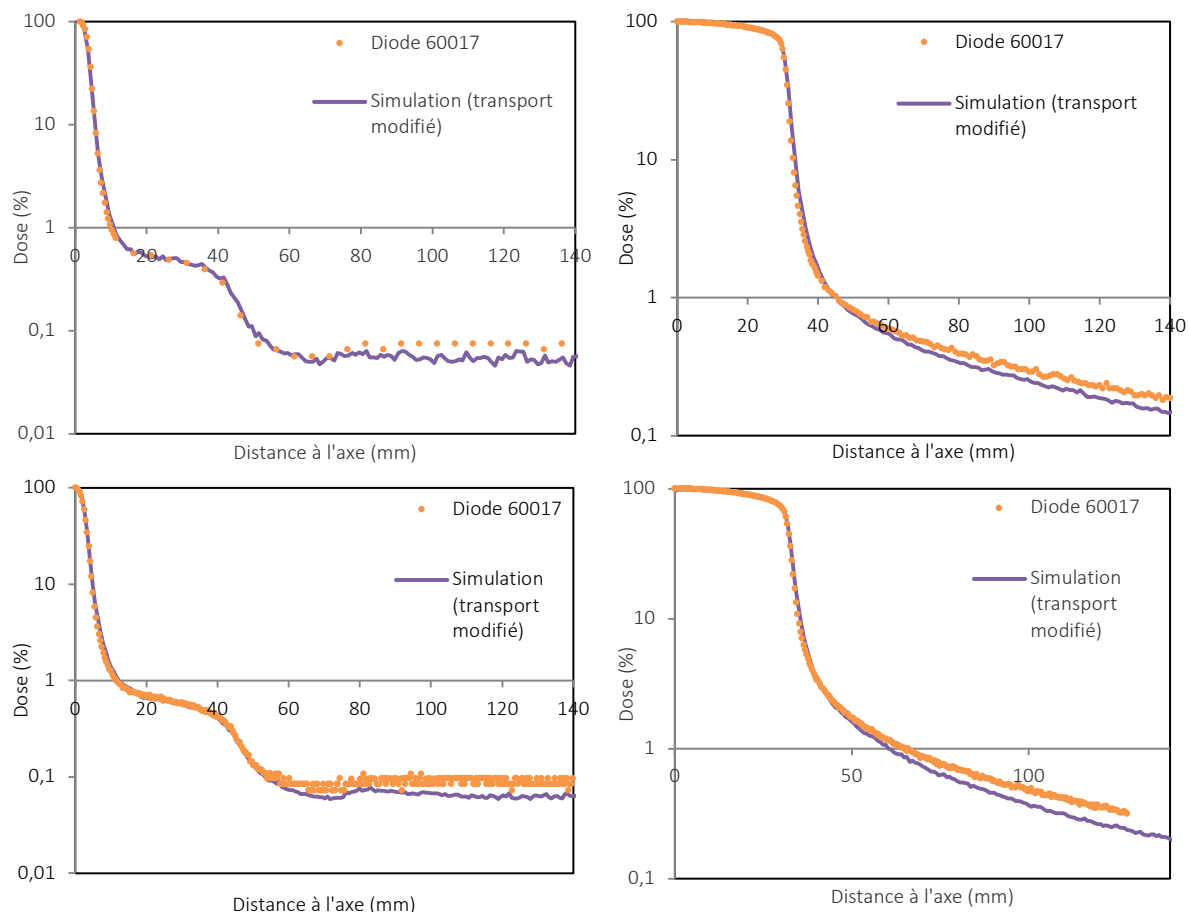 100
10
1
0,1
0,01
0
20
40
60
80
100
120
140
Dose (%)
Distance à l'axe (mm)
Diode 60017
Simulation (transport
modifié)
100
10
1
0,1
0
20
40
60
80
100
120
140
Dose (%)
Distance à l'axe (mm)
Diode 60017
Simulation (transport
modifié)
100
10
1
0,1
0,01
0
20
40
60
80
100
120
140
Dose (%)
Distance à l'axe (mm)
Diode 60017
Simulation
(transport
modifié)
100
10
1
0,1
0
50
100
Dose (%)
Distance à l'axe (mm)
Diode 60017
Simulation
(transport
modifié)